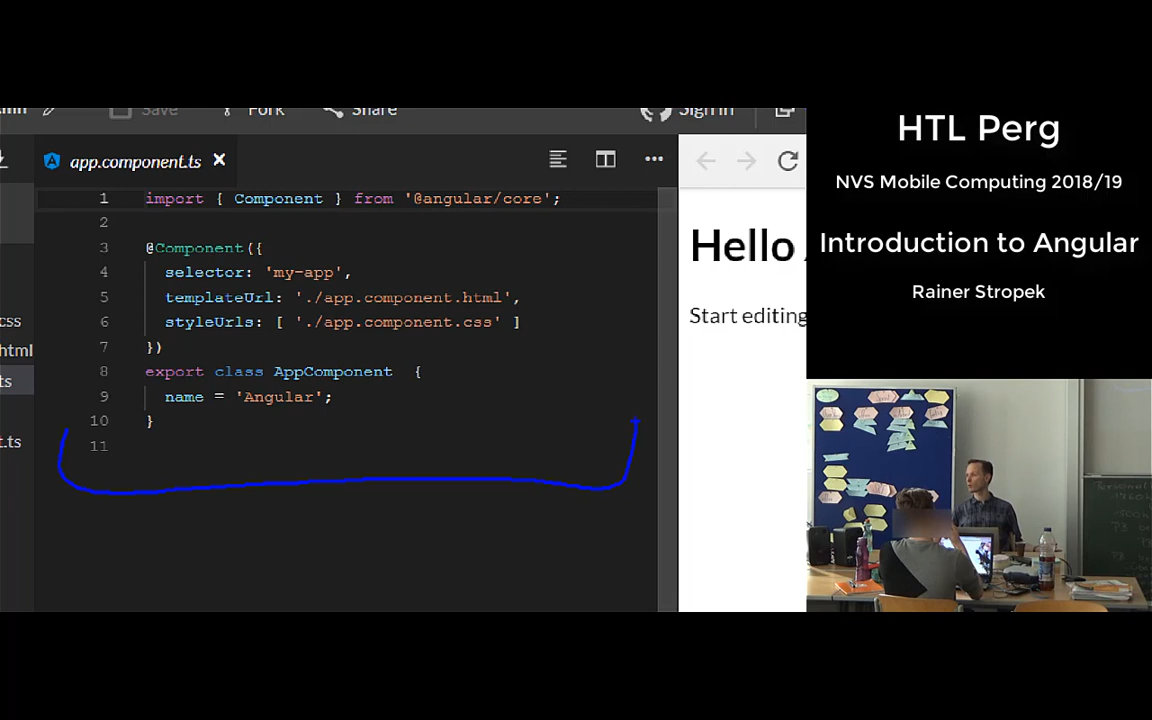 Save Fork Share Sign in
app.component.ts
1 import { Component } from '@angular/core';
2
3 @Component({
4 selector: 'my-app',
5 templateUrl: './app.component.html',
6 styleUrls: [ './app.component.css' ]
7 })
8 export class AppComponent {
9 name = 'Angular';
10 }
11
css
html
ts
t.ts
Hello
Start editing
HTL Perg
NVS Mobile Computing 2018/19
Introduction to Angular
Rainer Stropek